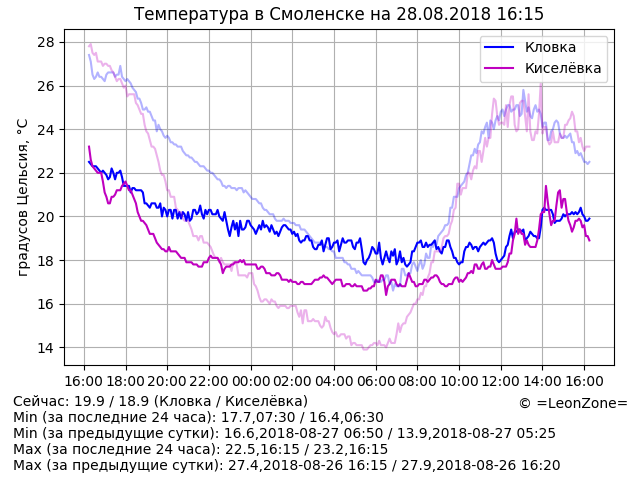 Температура в Смоленске на 28.08.2018 16:15
Кловка
Киселёвка
градусов Цельсия, °C
28
26
24
22
20
18
16
14
16:00 18:00 20:00 22:00 00:00 02:00 04:00 06:00 08:00 10:00 12:00 14:00 16:00
Сейчас: 19.9 / 18.9 (Кловка / Киселёвка)
© =LeonZone=
Min (за последние 24 часа): 17.7,07:30 / 16.4,06:30
Min (за предыдущие сутки): 16.6,2018-08-27 06:50 / 13.9,2018-08-27 05:25
Max (за последние 24 часа): 22.5,16:15 / 23.2,16:15
Max (за предыдущие сутки): 27.4,2018-08-26 16:15 / 27.9,2018-08-26 16:20